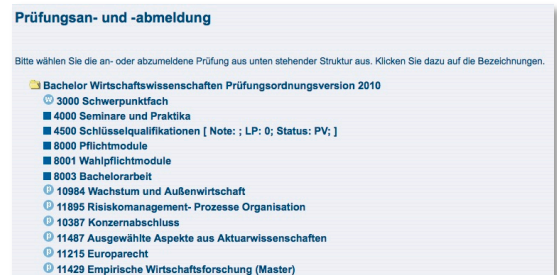 Prüfungsan- und -abmeldung
Bitte wählen Sie die an- oder abzumeldene Prüfung aus unten stehender Struktur aus. Klicken Sie dazu auf die Bezeichnungen.
Bachelor Wirtschaftswissenschaften Prüfungsordnungsversion 2010
W 3000 Schwerpunktfach
4000 Seminare und Praktika
4500 Schlüsselqualifikationen [ Note: ; LP: 0; Status: PV; ]
8000 Pflichtmodule
8001 Wahlpflichtmodule
8003 Bachelorarbeit
P 10984 Wachstum und Außenwirtschaft
P 11895 Risiskomanagement- Prozesse Organisation
P 10387 Konzernabschluss
P 11487 Ausgewählte Aspekte aus Aktuarwissenschaften
P 11215 Europarecht
P 11429 Empirische Wirtschaftsforschung (Master)